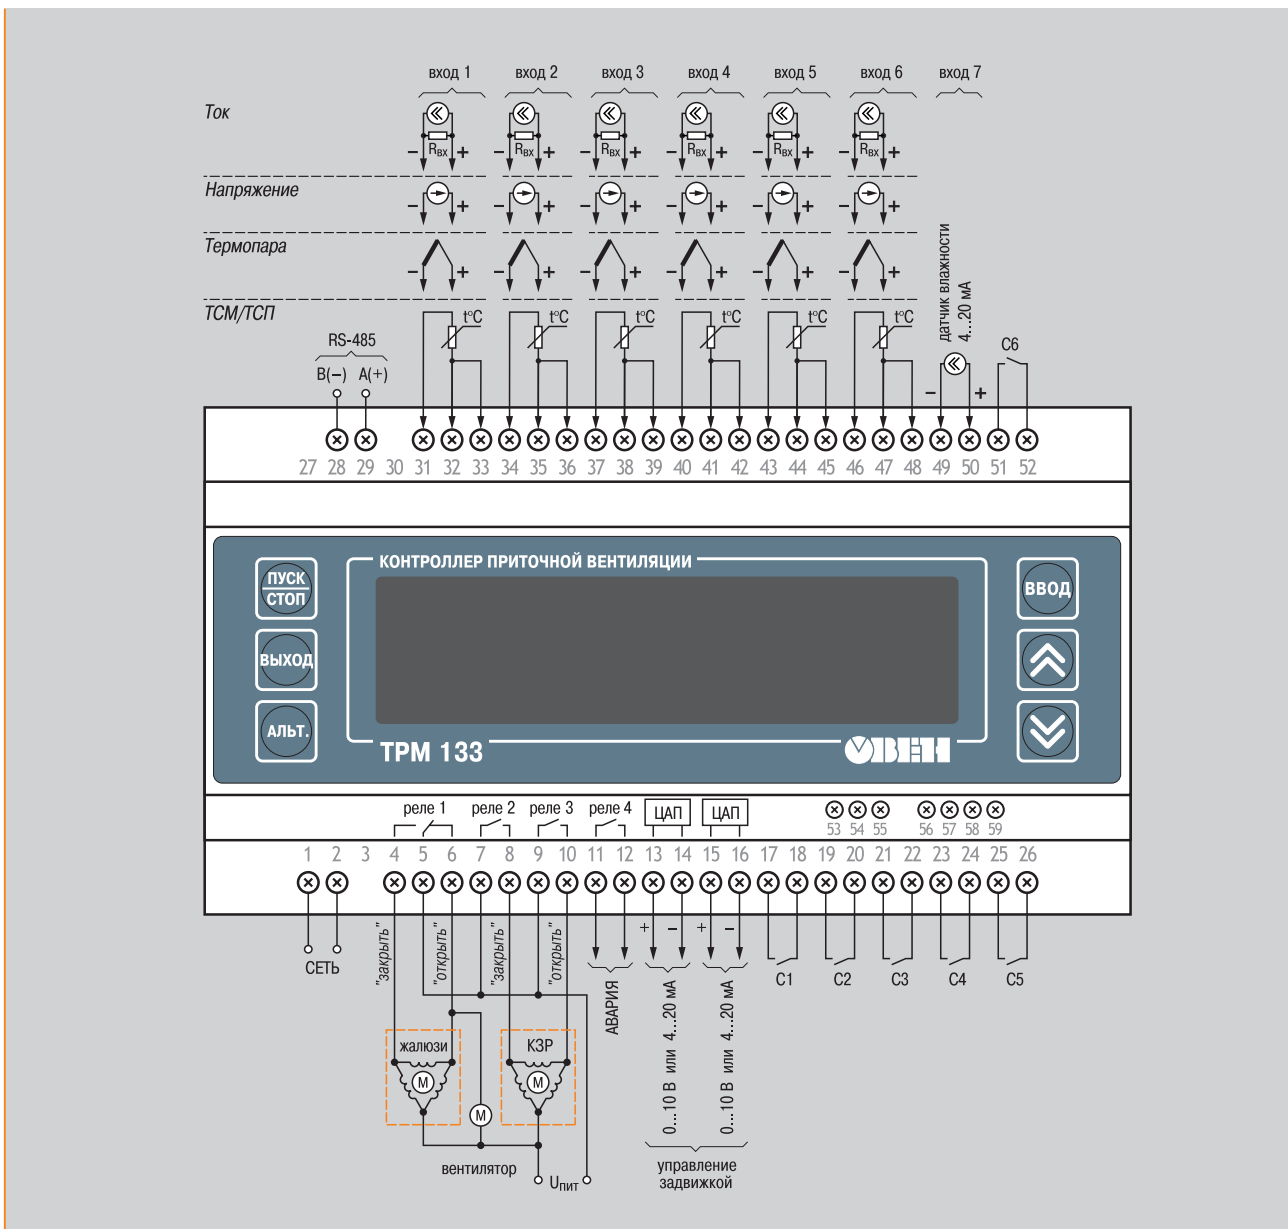 вход 1 вход 2 вход 3 вход 4 вход 5 вход 6 вход 7
Ток
Rвх Rвх Rвх Rвх Rвх Rвх
− + − + − + − + − + − +
Напряжение
− + − + − + − + − + − +
Термопара
− + − + − + − + − + − +
ТСМ/ТСП
t°C t°C t°C t°C t°C t°C
датчик влажности
4...20 мА
− +
C6
RS-485
B(−) A(+)
27 28 29 30 31 32 33 34 35 36 37 38 39 40 41 42 43 44 45 46 47 48 49 50 51 52
КОНТРОЛЛЕР ПРИТОЧНОЙ ВЕНТИЛЯЦИИ
ПУСК
СТОП
ВЫХОД
АЛЬТ.
ВВОД
ТРМ 133
ОВЕН
реле 1 реле 2 реле 3 реле 4 ЦАП ЦАП
53 54 55 56 57 58 59
1 2 3 4 5 6 7 8 9 10 11 12 13 14 15 16 17 18 19 20 21 22 23 24 25 26
СЕТЬ
"закрыть"
"открыть"
"закрыть"
"открыть"
АВАРИЯ
+ − + −
0...10 В или 4...20 мА
0...10 В или 4...20 мА
C1 C2 C3 C4 C5
жалюзи
M
КЗР
M
M
вентилятор
Uпит
управление
задвижкой